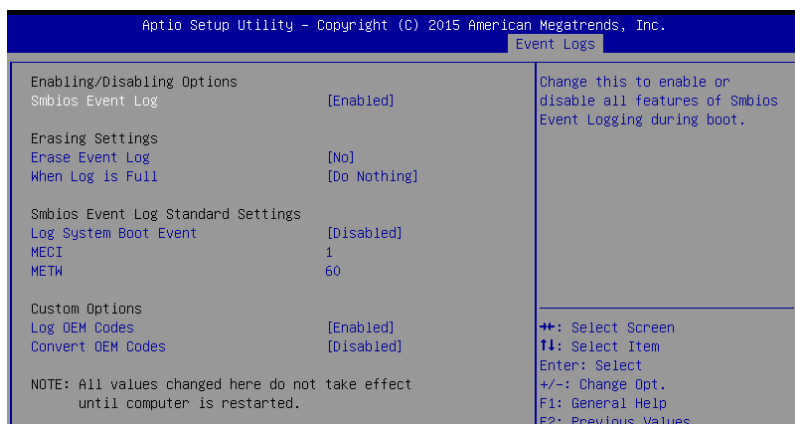 Aptio Setup Utility – Copyright (C) 2015 American Megatrends, Inc.
Event Logs
Enabling/Disabling Options
Smbios Event Log [Enabled]
Erasing Settings
Erase Event Log [No]
When Log is Full [Do Nothing]
Smbios Event Log Standard Settings
Log System Boot Event [Disabled]
MECI 1
METW 60
Custom Options
Log OEM Codes [Enabled]
Convert OEM Codes [Disabled]
NOTE: All values changed here do not take effect
until computer is restarted.
Change this to enable or
disable all features of Smbios
Event Logging during boot.
→←: Select Screen
↑↓: Select Item
Enter: Select
+/-: Change Opt.
F1: General Help
F2: Previous Values